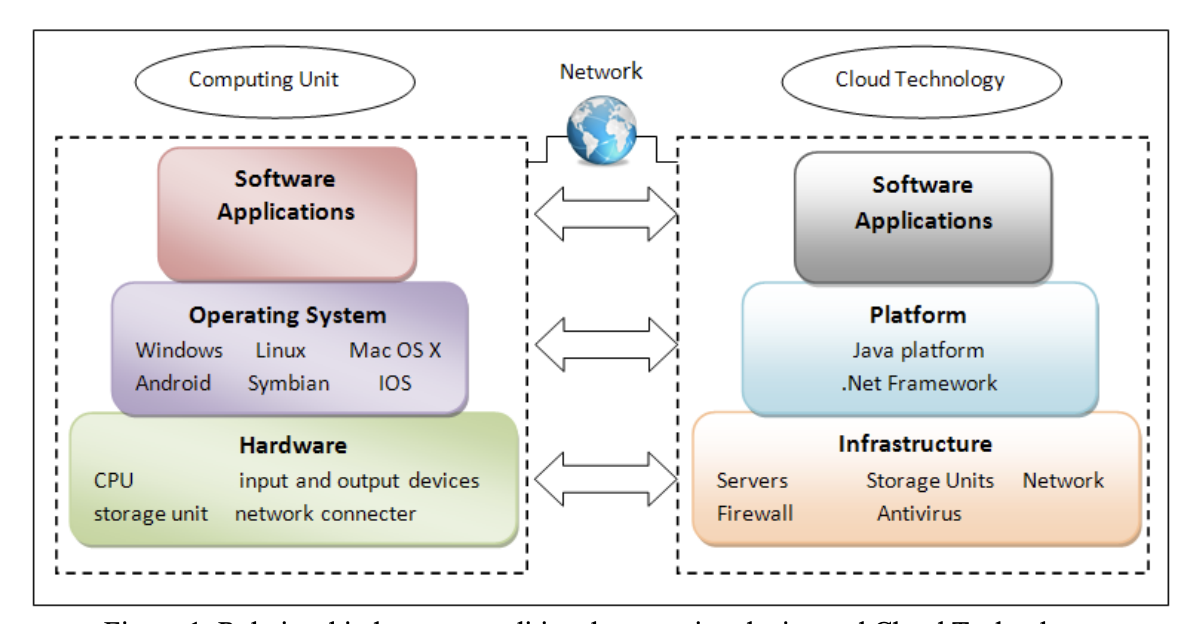 Computing Unit
Network
Cloud Technology
Software
Applications
Operating System
Windows Linux Mac OS X
Android Symbian IOS
Hardware
CPU input and output devices
storage unit network connecter
Software
Applications
Platform
Java platform
.Net Framework
Infrastructure
Servers Storage Units Network
Firewall Antivirus